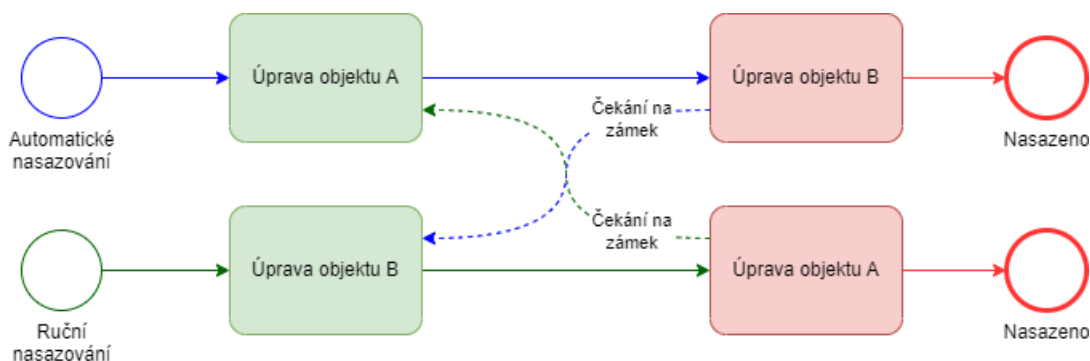 Úprava objektu A
Úprava objektu B
Čekání na
zámek
Automatické
nasazování
Nasazeno
Čekání na
zámek
Úprava objektu B
Úprava objektu A
Ruční
nasazování
Nasazeno